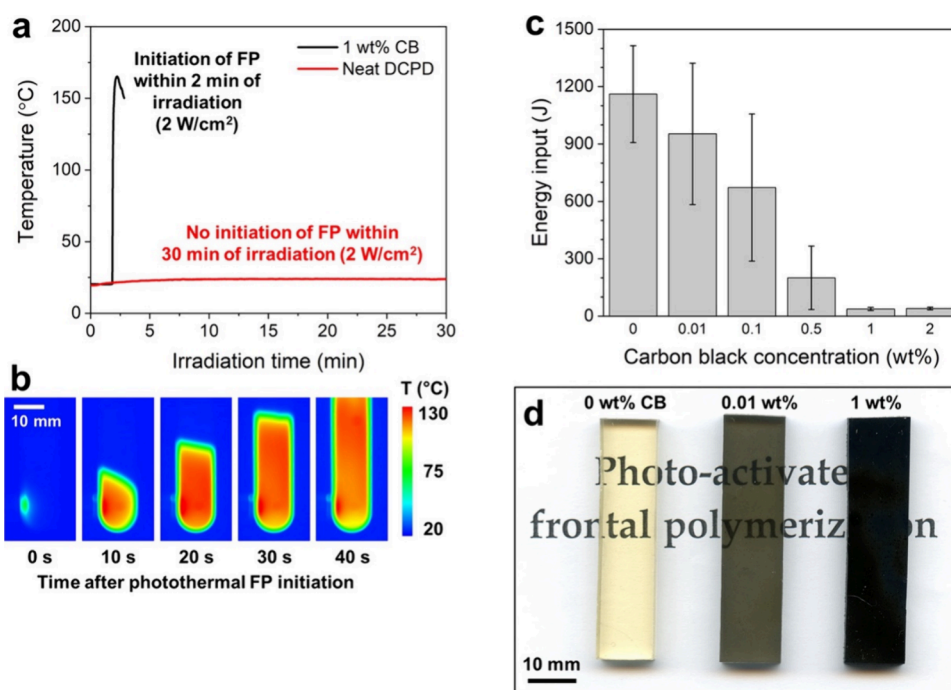 a
200
150
100
50
0
Temperature (°C)
1 wt% CB
Neat DCPD
Initiation of FP
within 2 min of
irradiation
(2 W/cm²)
No initiation of FP within
30 min of irradiation (2 W/cm²)
0 5 10 15 20 25 30
Irradiation time (min)
b
10 mm
T (°C)
130
75
20
0 s 10 s 20 s 30 s 40 s
Time after photothermal FP initiation
c
1500
1200
900
600
300
0
Energy input (J)
0 0.01 0.1 0.5 1 2
Carbon black concentration (wt%)
d
0 wt% CB 0.01 wt% 1 wt%
Photo-activate
frontal polymerization
10 mm